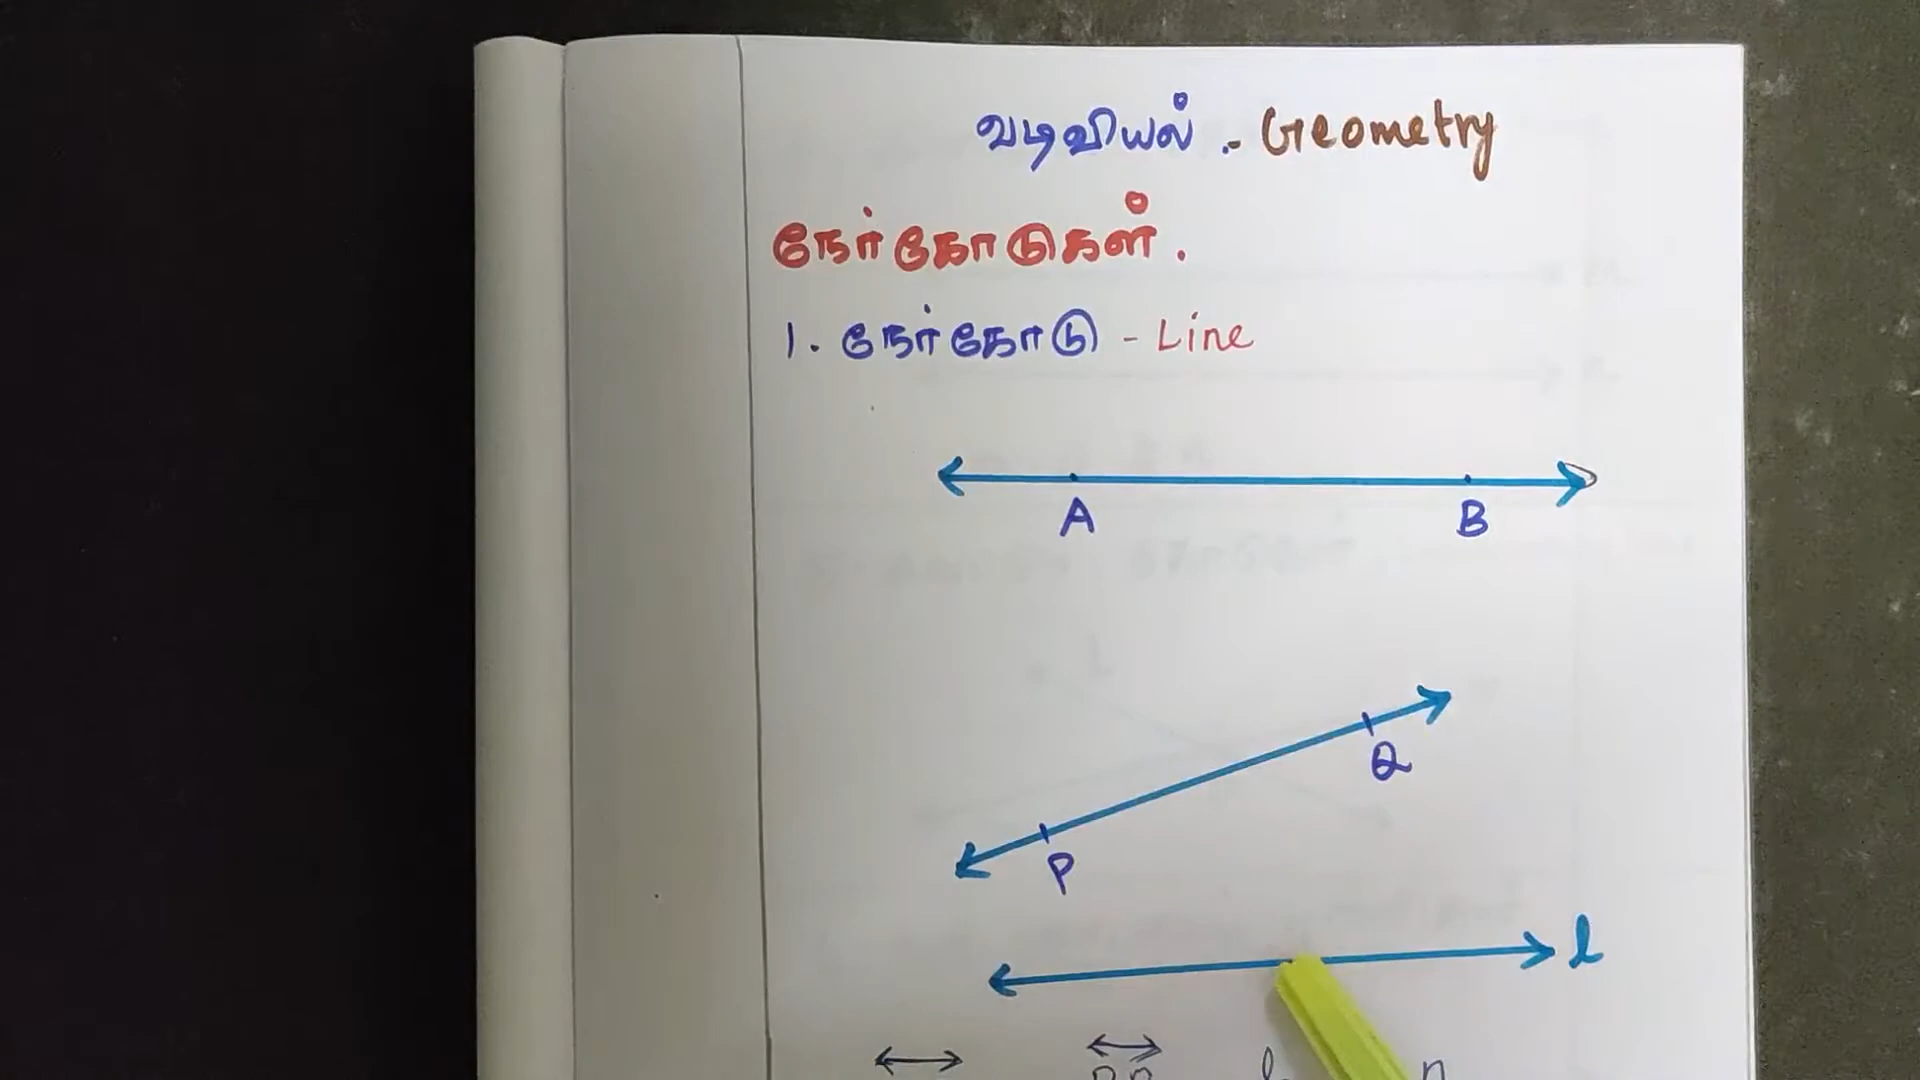 வடிவியல் - Geometry
நேர்கோடுகள்.
1. நேர்கோடு - Line
A B
Q
P
l